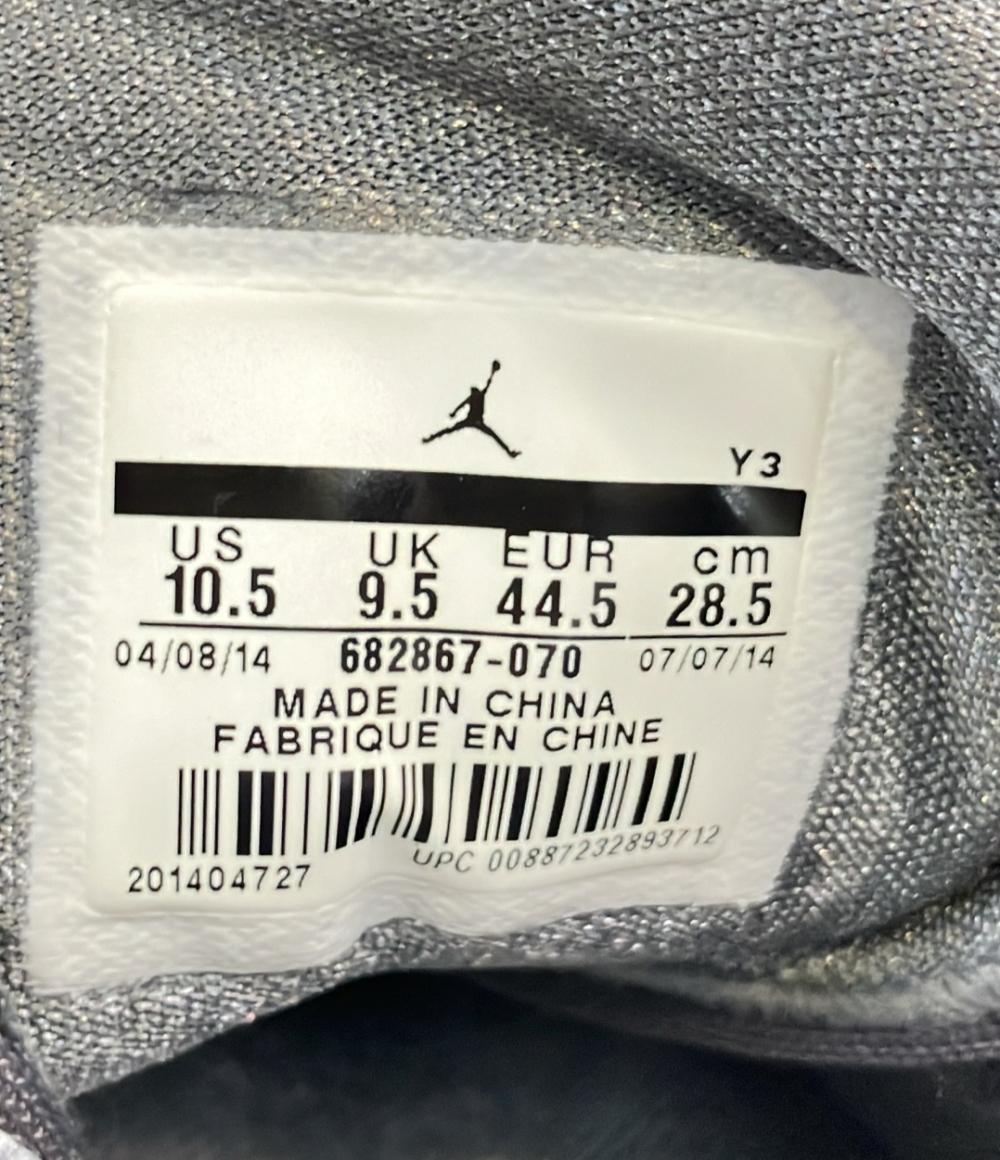 Y3
US UK EUR cm
10.5 9.5 44.5 28.5
04/08/14 682867-070 07/07/14
MADE IN CHINA
FABRIQUE EN CHINE
201404727 UPC 00887232893712